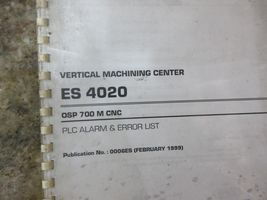 VERTICAL MACHINING CENTER
ES 4020
OSP 700 M CNC
PLC ALARM & ERROR LIST
Publication No. : 0006ES (FEBRUARY 1999)